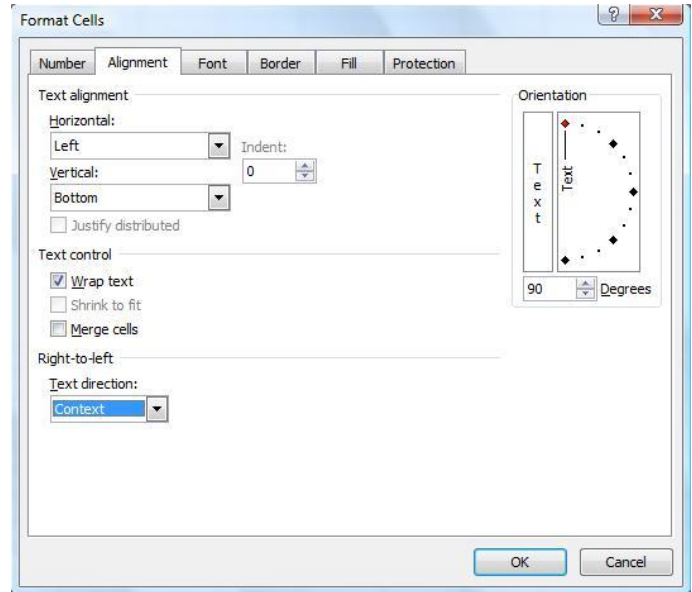 Format Cells
?
X
Number Alignment Font Border Fill Protection
Text alignment
Horizontal:
Left
Indent:
0
Vertical:
Bottom
Justify distributed
Text control
Wrap text
Shrink to fit
Merge cells
Right-to-left
Text direction:
Context
Orientation
Text
Text
90 Degrees
OK Cancel